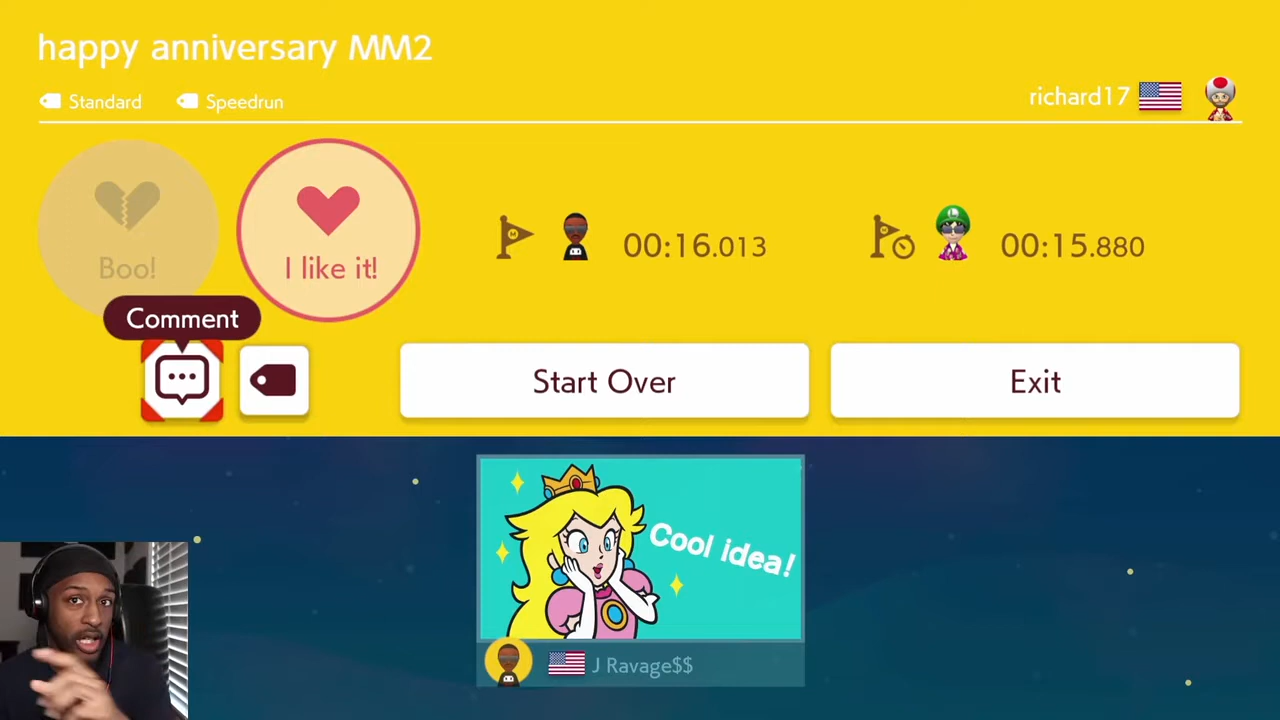 happy anniversary MM2
Standard
Speedrun
richard17
Boo!
I like it!
M
00:16.013
M
L
00:15.880
Comment
Start Over
Exit
Cool idea!
J Ravage$$